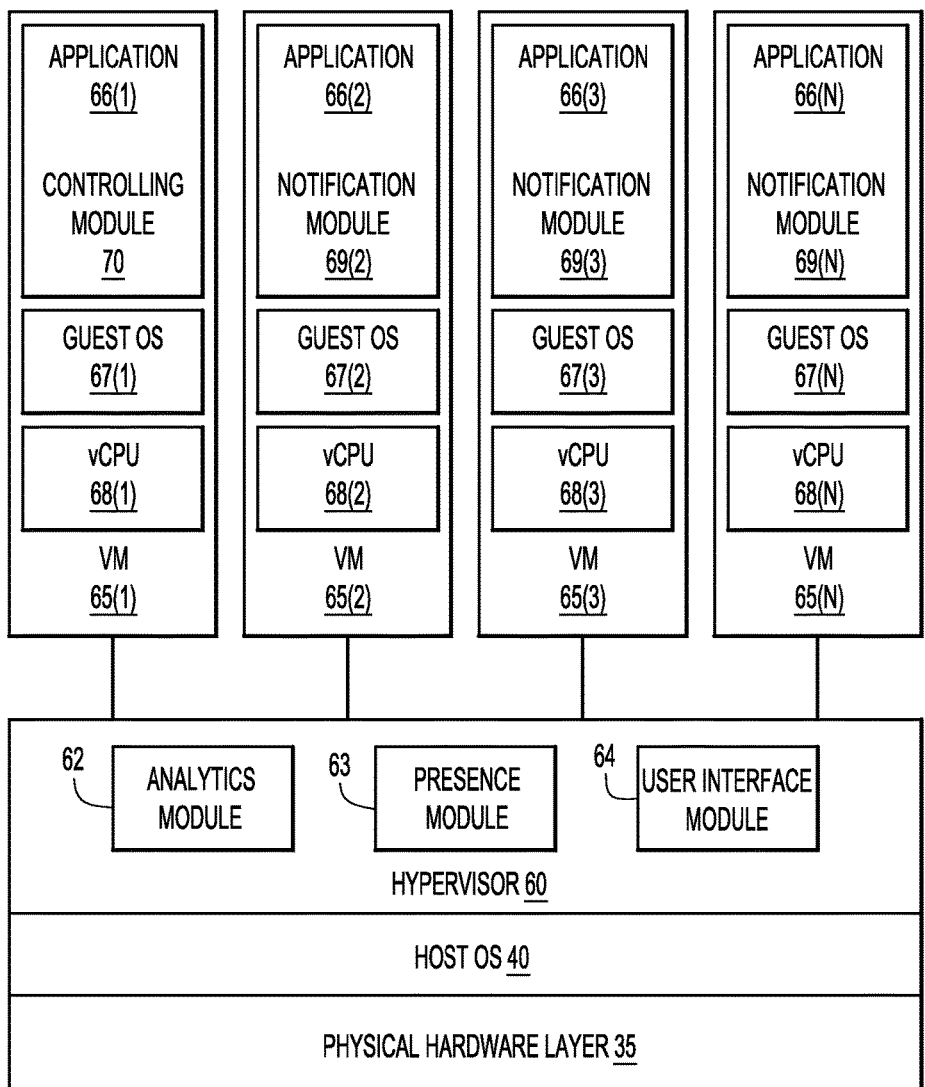 APPLICATION
66(1)
CONTROLLING
MODULE
70
GUEST OS
67(1)
vCPU
68(1)
VM
65(1)
APPLICATION
66(2)
NOTIFICATION
MODULE
69(2)
GUEST OS
67(2)
vCPU
68(2)
VM
65(2)
APPLICATION
66(3)
NOTIFICATION
MODULE
69(3)
GUEST OS
67(3)
vCPU
68(3)
VM
65(3)
APPLICATION
66(N)
NOTIFICATION
MODULE
69(N)
GUEST OS
67(N)
vCPU
68(N)
VM
65(N)
62
ANALYTICS
MODULE
63
PRESENCE
MODULE
64
USER INTERFACE
MODULE
HYPERVISOR 60
HOST OS 40
PHYSICAL HARDWARE LAYER 35